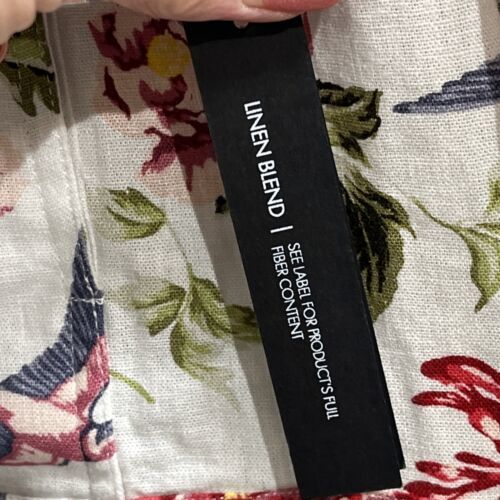 LINEN BLEND |
SEE LABEL FOR PRODUCT'S FULL
FIBER CONTENT